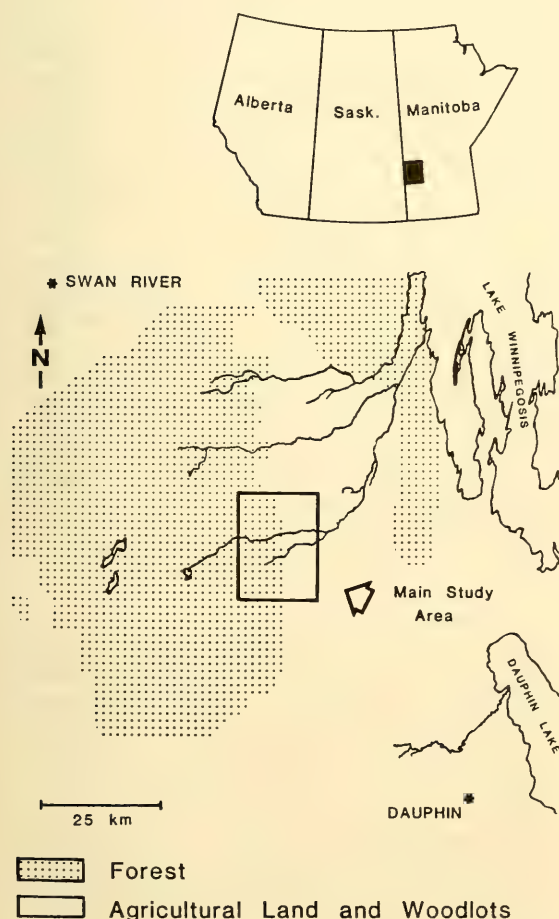 Alberta
Sask.
Manitoba
SWAN RIVER
N
LAKE WINNIPEGOSIS
Main Study
Area
DAUPHIN LAKE
DAUPHIN
25 km
Forest
Agricultural Land and Woodlots